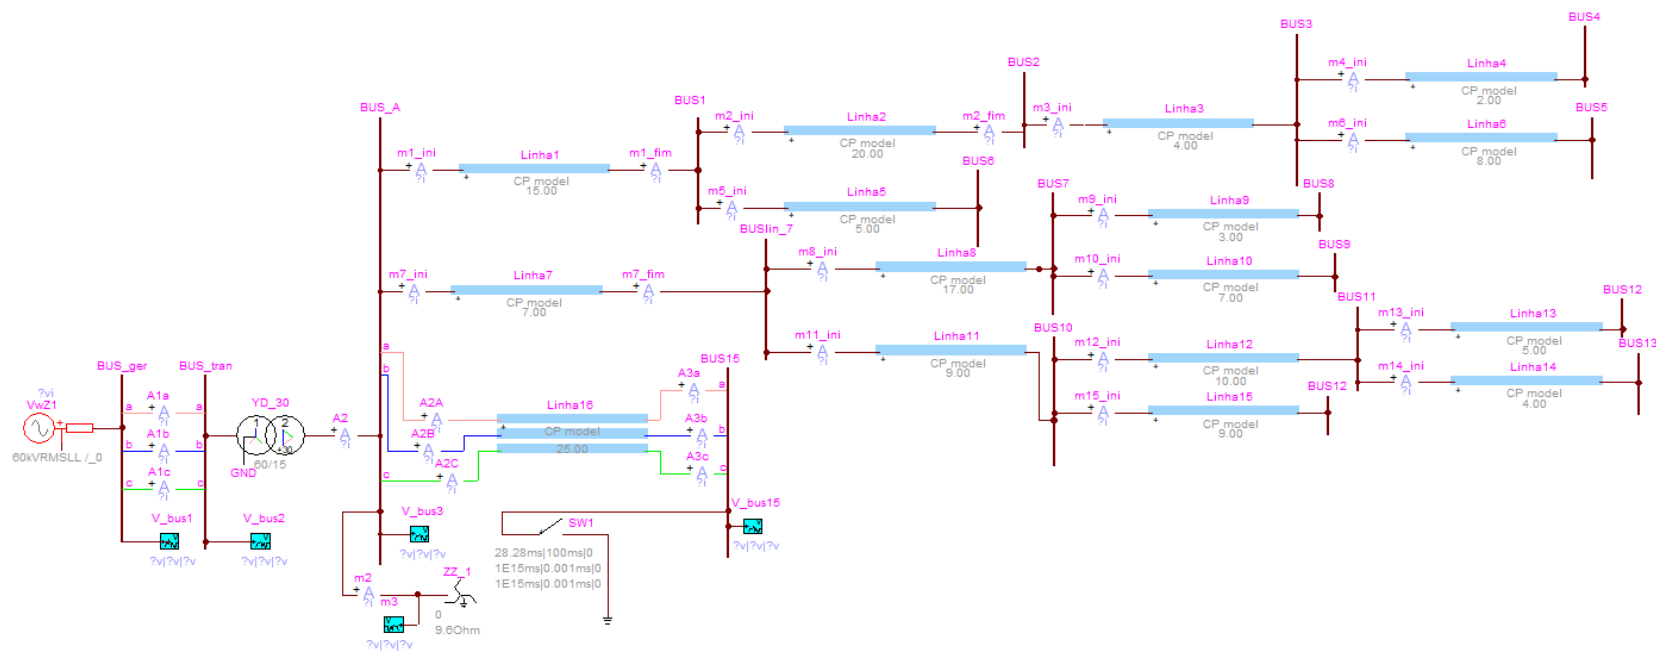 BUS4
BUS3
m4_ini
Linha4
+ A
?i
+
CP model
2.00
BUS2
BUS5
m3_ini
Linha3
m6_ini
Linha6
+ A
?i
+
CP model
4.00
+ A
?i
+
CP model
8.00
BUS_A
BUS1
m2_ini
Linha2
m2_fim
+ A
?i
+
CP model
20.00
+ A
?i
m1_ini
Linha1
m1_fim
BUS6
+ A
?i
+
CP model
15.00
+ A
?i
m5_ini
Linha5
BUS7
BUS8
+ A
?i
+
CP model
5.00
m9_ini
Linha9
+ A
?i
+
CP model
3.00
BUSlin_7
m8_ini
Linha8
m10_ini
Linha10
BUS9
+ A
?i
+
CP model
17.00
+ A
?i
+
CP model
7.00
m7_ini
Linha7
m7_fim
+ A
?i
+
CP model
7.00
+ A
?i
BUS11
BUS12
m13_ini
Linha13
+ A
?i
+
CP model
5.00
m11_ini
Linha11
BUS10
m12_ini
Linha12
BUS13
+ A
?i
+
CP model
9.00
+ A
?i
+
CP model
10.00
m14_ini
Linha14
+ A
?i
+
CP model
4.00
m15_ini
Linha15
BUS12
+ A
?i
+
CP model
9.00
a
b
c
BUS15
A3a
+ A
?i
a
A2A
+ A
?i
Linha16
A3b
+ A
?i
b
A2B
+ A
?i
CP model
A3c
+ A
?i
c
A2C
+ A
?i
25.00
BUS_ger
BUS_tran
?vi
VwZ1
+
60kVRMSLL /_0
a
A1a
+ A
?i
a
b
A1b
+ A
?i
b
c
A1c
+ A
?i
c
YD_30
1
2
+30
60/15
GND
A2
+ A
?i
V_bus1
?v|?v|?v
V_bus2
?v|?v|?v
V_bus3
?v|?v|?v
V_bus15
?v|?v|?v
SW1
+
28.28ms|100ms|0
1E15ms|0.001ms|0
1E15ms|0.001ms|0
m2
+ A
?i
m3
?v|?v|?v
ZZ_1
0
9.6Ohm